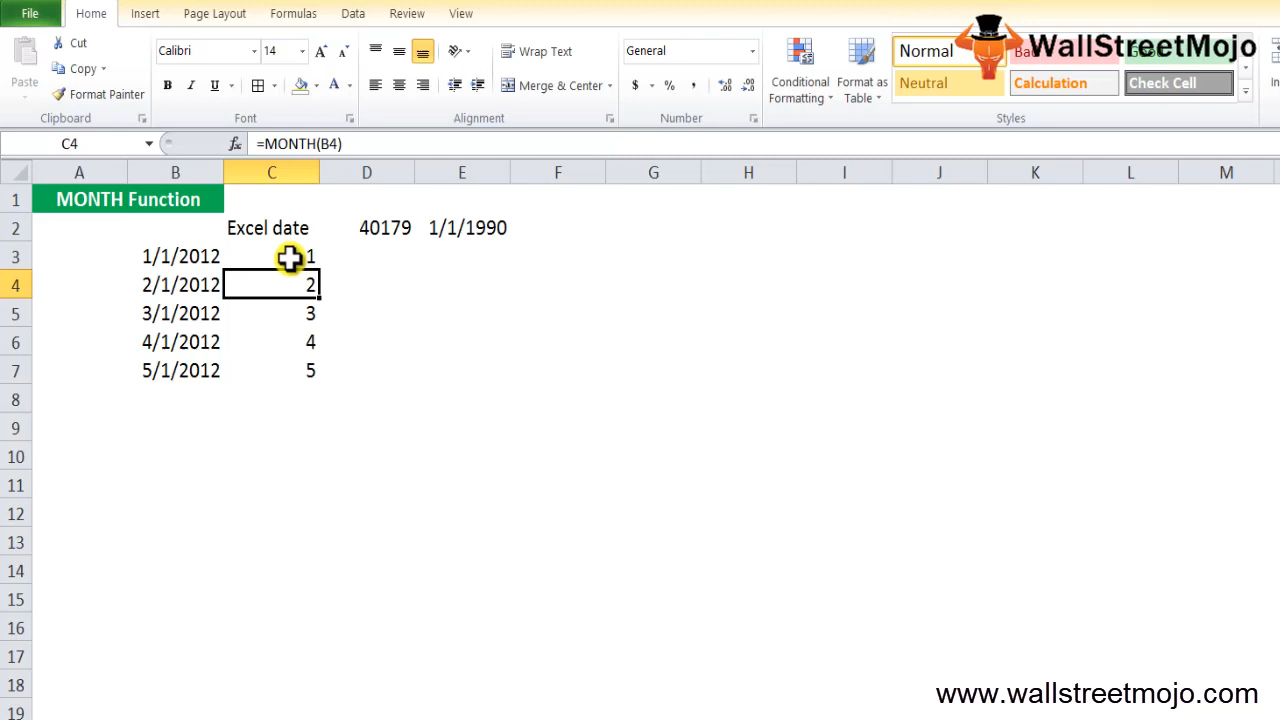 File Home Insert Page Layout Formulas Data Review View
WallStreetMojo
Paste
Cut
Copy
Format Painter
Clipboard
Calibri 14
B I U A
Font
Wrap Text
Merge & Center
Alignment
General
$ % ,
Number
Conditional Formatting
Format as Table
Normal Bad Good
Neutral Calculation Check Cell
Styles
C4 fx =MONTH(B4)
A B C D E F G H I J K L M
1 MONTH Function
2 Excel date 40179 1/1/1990
3 1/1/2012 1
4 2/1/2012 2
5 3/1/2012 3
6 4/1/2012 4
7 5/1/2012 5
8
9
10
11
12
13
14
15
16
17
18
19
www.wallstreetmojo.com